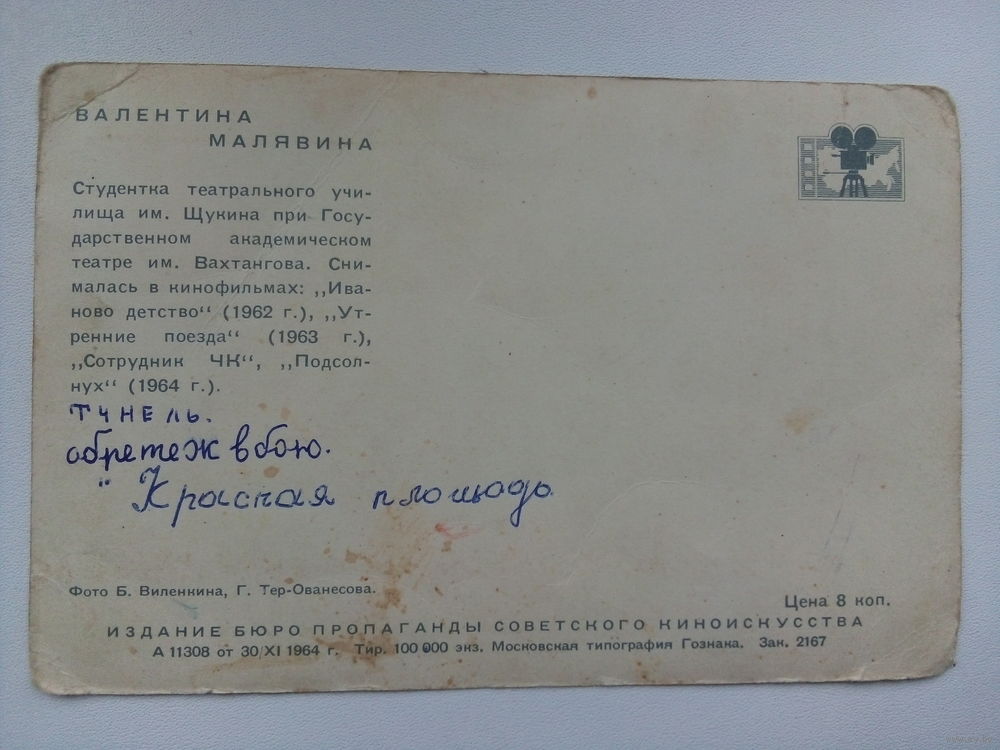 ВАЛЕНТИНА
МАЛЯВИНА
Студентка театрального учи-
лища им. Щукина при Госу-
дарственном академическом
театре им. Вахтангова. Сни-
малась в кинофильмах: ,,Ива-
ново детство“ (1962 г.), ,,Ут-
ренние поезда“ (1963 г.),
,,Сотрудник ЧК“, ,,Подсол-
нух“ (1964 г.).
ТУНЕЛЬ.
обретеж в бою.
" Красная площадь
Фото Б. Виленкина, Г. Тер-Ованесова.
Цена 8 коп.
ИЗДАНИЕ БЮРО ПРОПАГАНДЫ СОВЕТСКОГО КИНОИСКУССТВА
А 11308 от 30/XI 1964 г. Тир. 100 000 экз. Московская типография Гознака. Зак. 2167